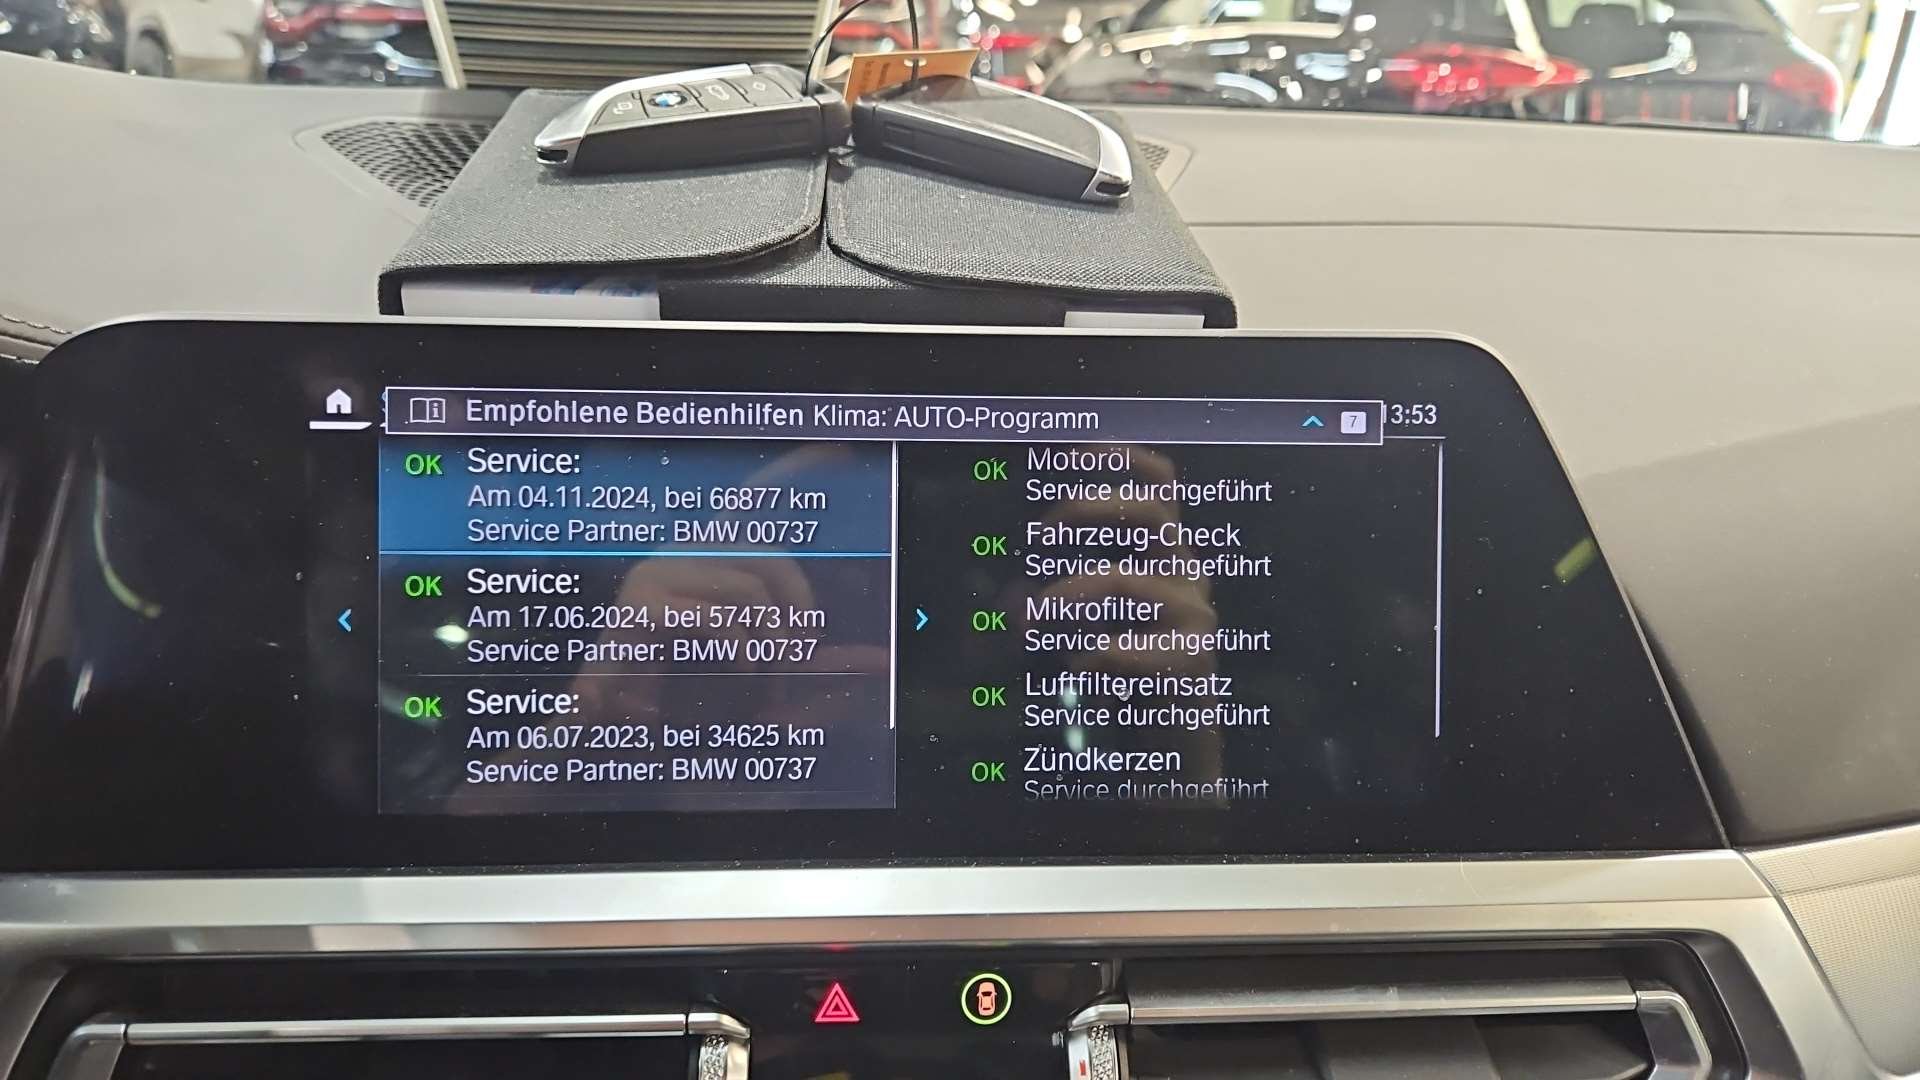 Empfohlene Bedienhilfen Klima: AUTO-Programm 7 13:53
OK Service:
Am 04.11.2024, bei 66877 km
Service Partner: BMW 00737
OK Service:
Am 17.06.2024, bei 57473 km
Service Partner: BMW 00737
OK Service:
Am 06.07.2023, bei 34625 km
Service Partner: BMW 00737
OK Motoröl
Service durchgeführt
OK Fahrzeug-Check
Service durchgeführt
OK Mikrofilter
Service durchgeführt
OK Luftfiltereinsatz
Service durchgeführt
OK Zündkerzen
Service durchgeführt